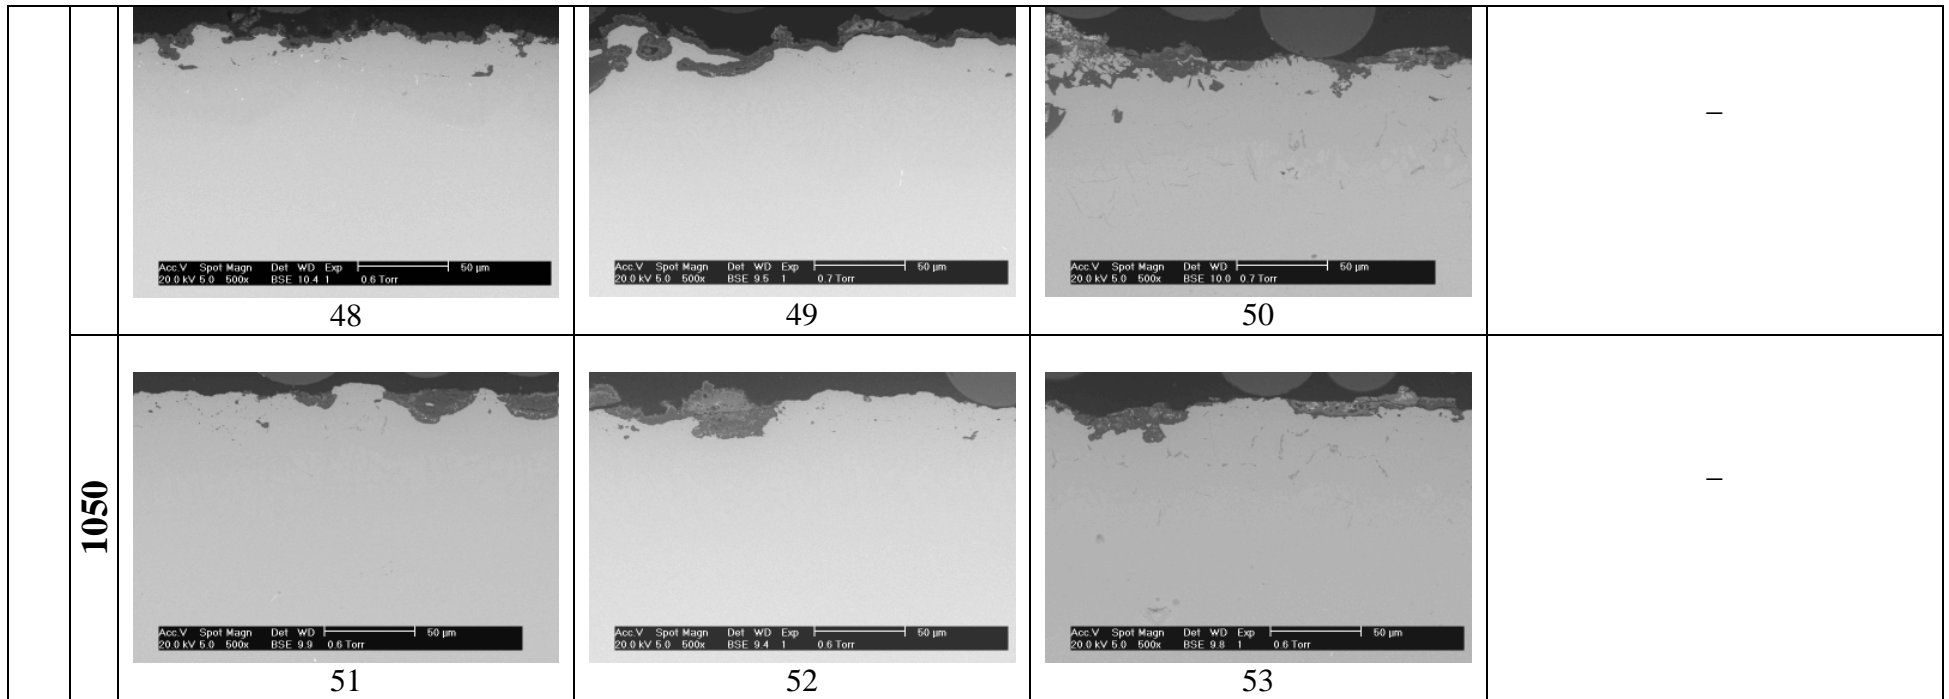 Acc.V Spot Magn Det WD Exp 50 µm
20.0 kV 5.0 500x BSE 10.4 1 0.6 Torr
48
Acc.V Spot Magn Det WD Exp 50 µm
20.0 kV 5.0 500x BSE 9.5 1 0.7 Torr
49
Acc.V Spot Magn Det WD 50 µm
20.0 kV 5.0 500x BSE 10.0 0.7 Torr
50
–
1050
Acc.V Spot Magn Det WD 50 µm
20.0 kV 5.0 500x BSE 9.9 0.6 Torr
51
Acc.V Spot Magn Det WD Exp 50 µm
20.0 kV 5.0 500x BSE 9.4 1 0.6 Torr
52
Acc.V Spot Magn Det WD Exp 50 µm
20.0 kV 5.0 500x BSE 9.8 1 0.6 Torr
53
–